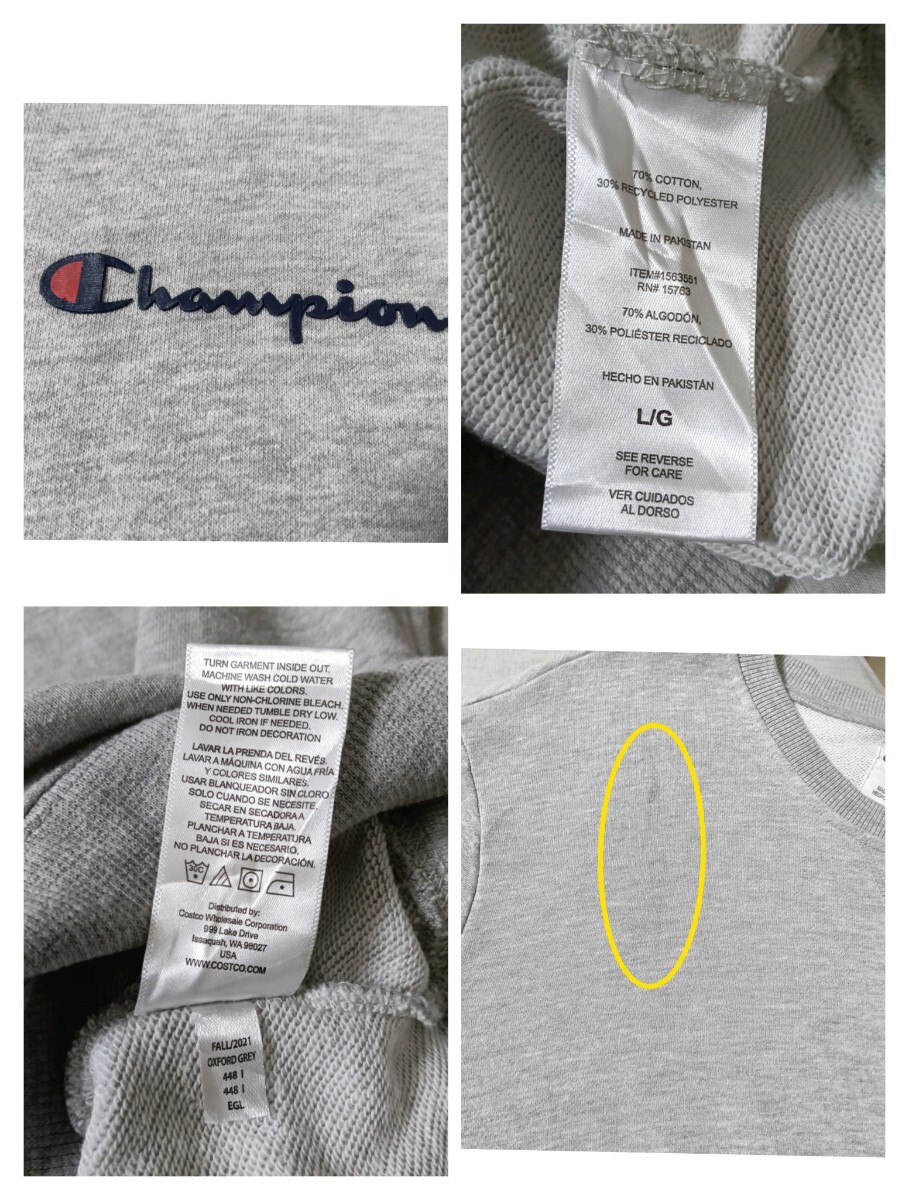 Champion
70% COTTON,
30% RECYCLED POLYESTER
MADE IN PAKISTAN
ITEM#1563551
RN# 15763
70% ALGODÓN,
30% POLIÉSTER RECICLADO
HECHO EN PAKISTÁN
L/G
SEE REVERSE
FOR CARE
VER CUIDADOS
AL DORSO
TURN GARMENT INSIDE OUT.
MACHINE WASH COLD WATER
WITH LIKE COLORS.
USE ONLY NON-CHLORINE BLEACH.
WHEN NEEDED TUMBLE DRY LOW.
COOL IRON IF NEEDED.
DO NOT IRON DECORATION
LAVAR LA PRENDA DEL REVÉS.
LAVAR A MÁQUINA CON AGUA FRÍA
Y COLORES SIMILARES.
USAR BLANQUEADOR SIN CLORO
SOLO CUANDO SE NECESITE.
SECAR EN SECADORA A
TEMPERATURA BAJA.
PLANCHAR A TEMPERATURA
BAJA SI ES NECESARIO,
NO PLANCHAR LA DECORACIÓN.
30C
Distributed by:
Costco Wholesale Corporation
999 Lake Drive
Issaquah, WA 98027
USA
WWW.COSTCO.COM
FALL/2021
OXFORD GREY
448 I
448 I
EGL